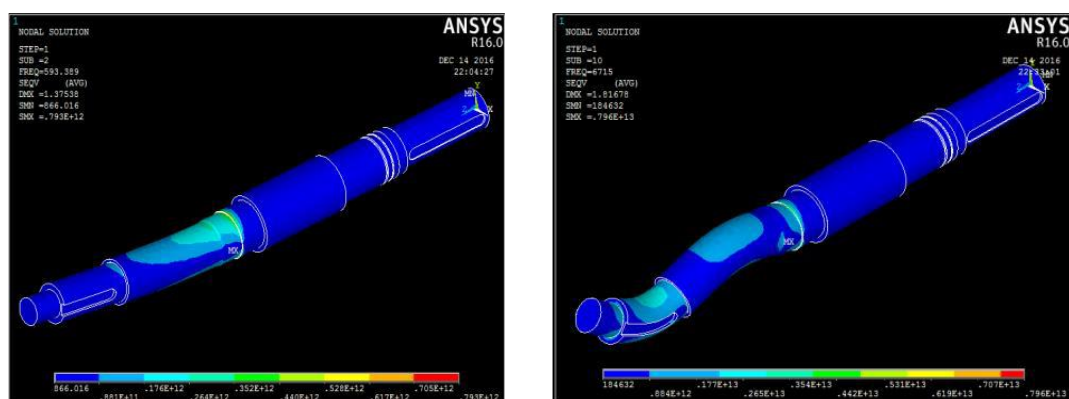 1
NODAL SOLUTION
STEP=1
SUB =2
FREQ=593.389
SEQV (AVG)
DMX =1.37538
SMN =866.016
SMX =.793E+12
ANSYS
R16.0
DEC 14 2016
22:04:27
Y
MN
Z X
MX
866.016 .176E+12 .352E+12 .528E+12 .705E+12
.881E+11 .264E+12 .440E+12 .617E+12 .793E+12
1
NODAL SOLUTION
STEP=1
SUB =10
FREQ=6715
SEQV (AVG)
DMX =1.81678
SMN =184632
SMX =.796E+13
ANSYS
R16.0
DEC 14 2016
Y
MN
Z X
MX
184632 .177E+13 .354E+13 .531E+13 .707E+13
.884E+12 .265E+13 .442E+13 .619E+13 .796E+13